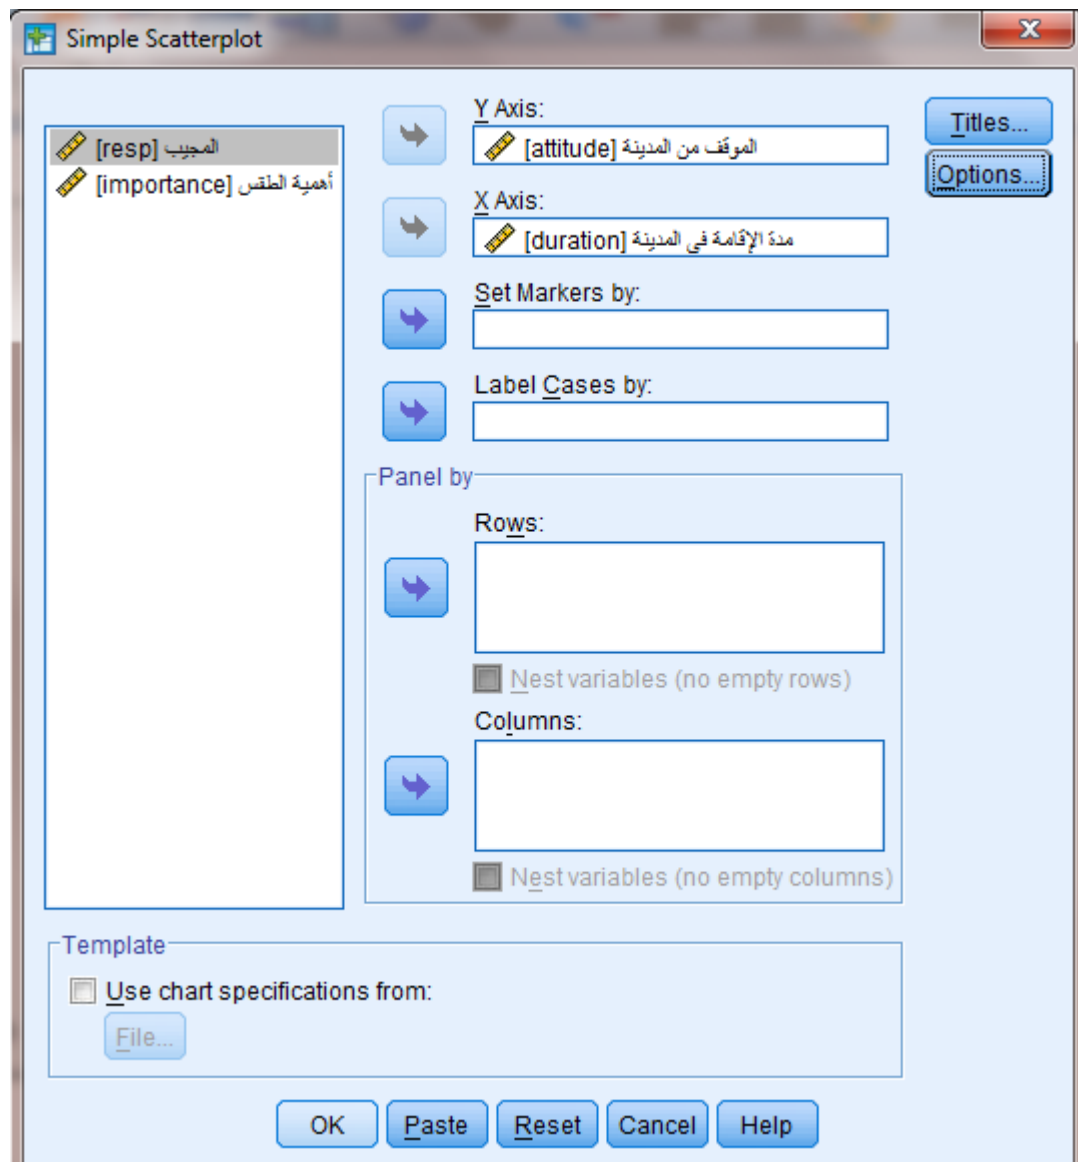 Simple Scatterplot
المجيب [resp]
أهمية الطقس [importance]
Y Axis:
الموقف من المدينة [attitude]
X Axis:
مدة الإقامة في المدينة [duration]
Set Markers by:
Label Cases by:
Panel by
Rows:
Nest variables (no empty rows)
Columns:
Nest variables (no empty columns)
Titles...
Options...
Template
Use chart specifications from:
File...
OK Paste Reset Cancel Help